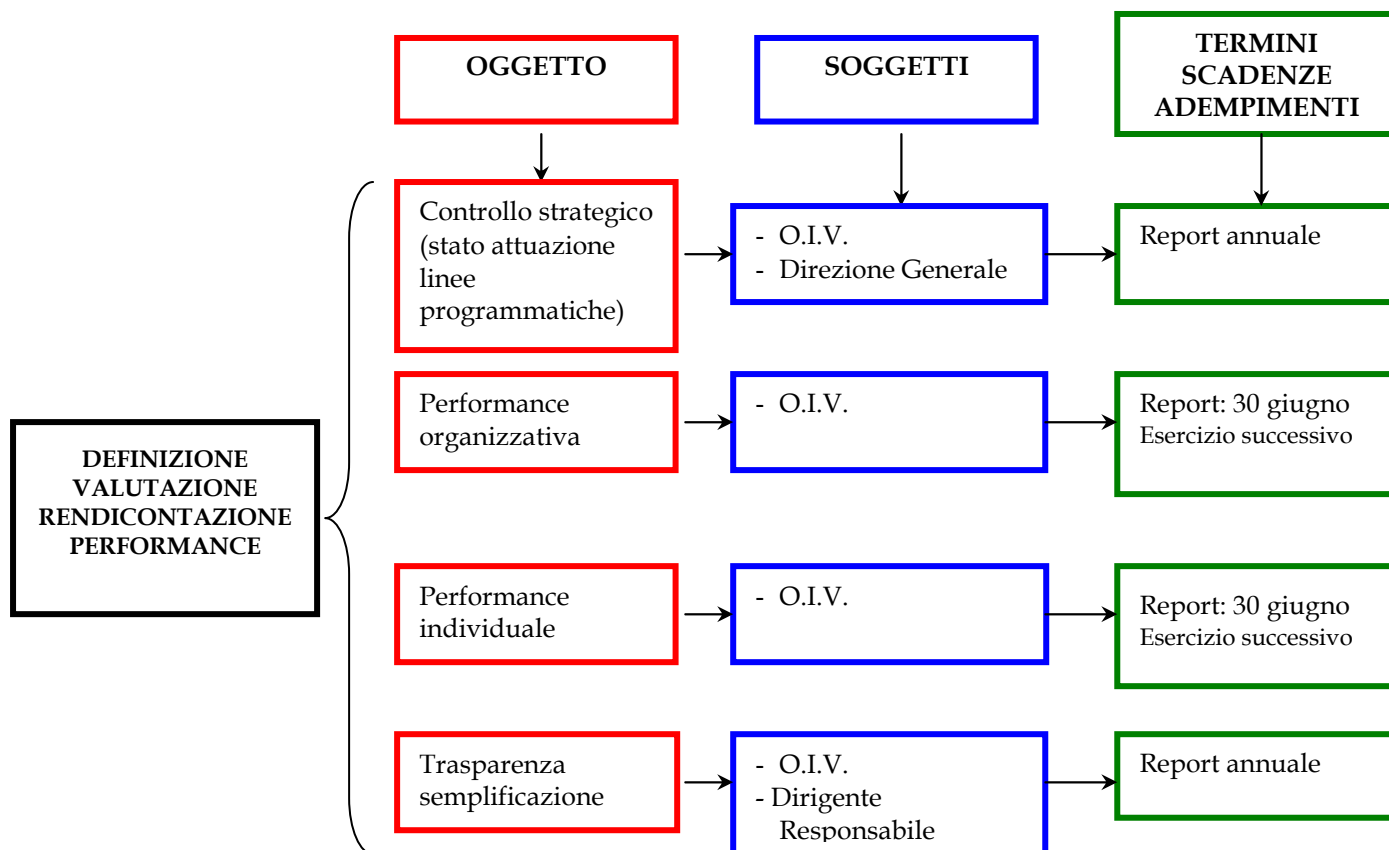 OGGETTO
SOGGETTI
TERMINI
SCADENZE
ADEMPIMENTI
Controllo strategico
(stato attuazione
linee
programmatiche)
- O.I.V.
- Direzione Generale
Report annuale
Performance
organizzativa
- O.I.V.
Report: 30 giugno
Esercizio successivo
DEFINIZIONE
VALUTAZIONE
RENDICONTAZIONE
PERFORMANCE
Performance
individuale
- O.I.V.
Report: 30 giugno
Esercizio successivo
Trasparenza
semplificazione
- O.I.V.
- Dirigente
Responsabile
Report annuale